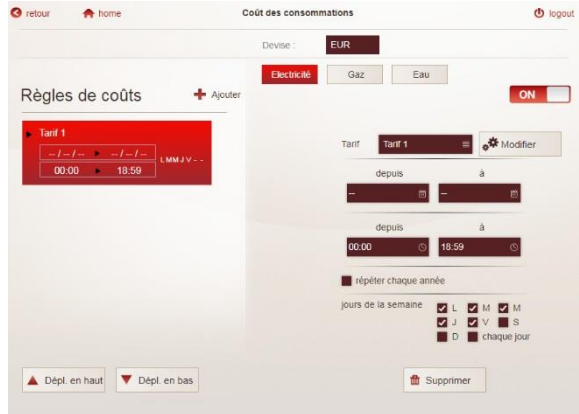 retour home Coût des consommations logout
Devise : EUR
Electricité Gaz Eau
Règles de coûts Ajouter
ON
Tarif 1
-- / -- / -- -- / -- / --
L M M J V - -
00:00 18:59
Tarif Tarif 1 Modifier
depuis à
-- --
depuis à
00:00 18:59
répéter chaque année
jours de la semaine L M M
J V S
D chaque jour
Dépl. en haut Dépl. en bas Supprimer